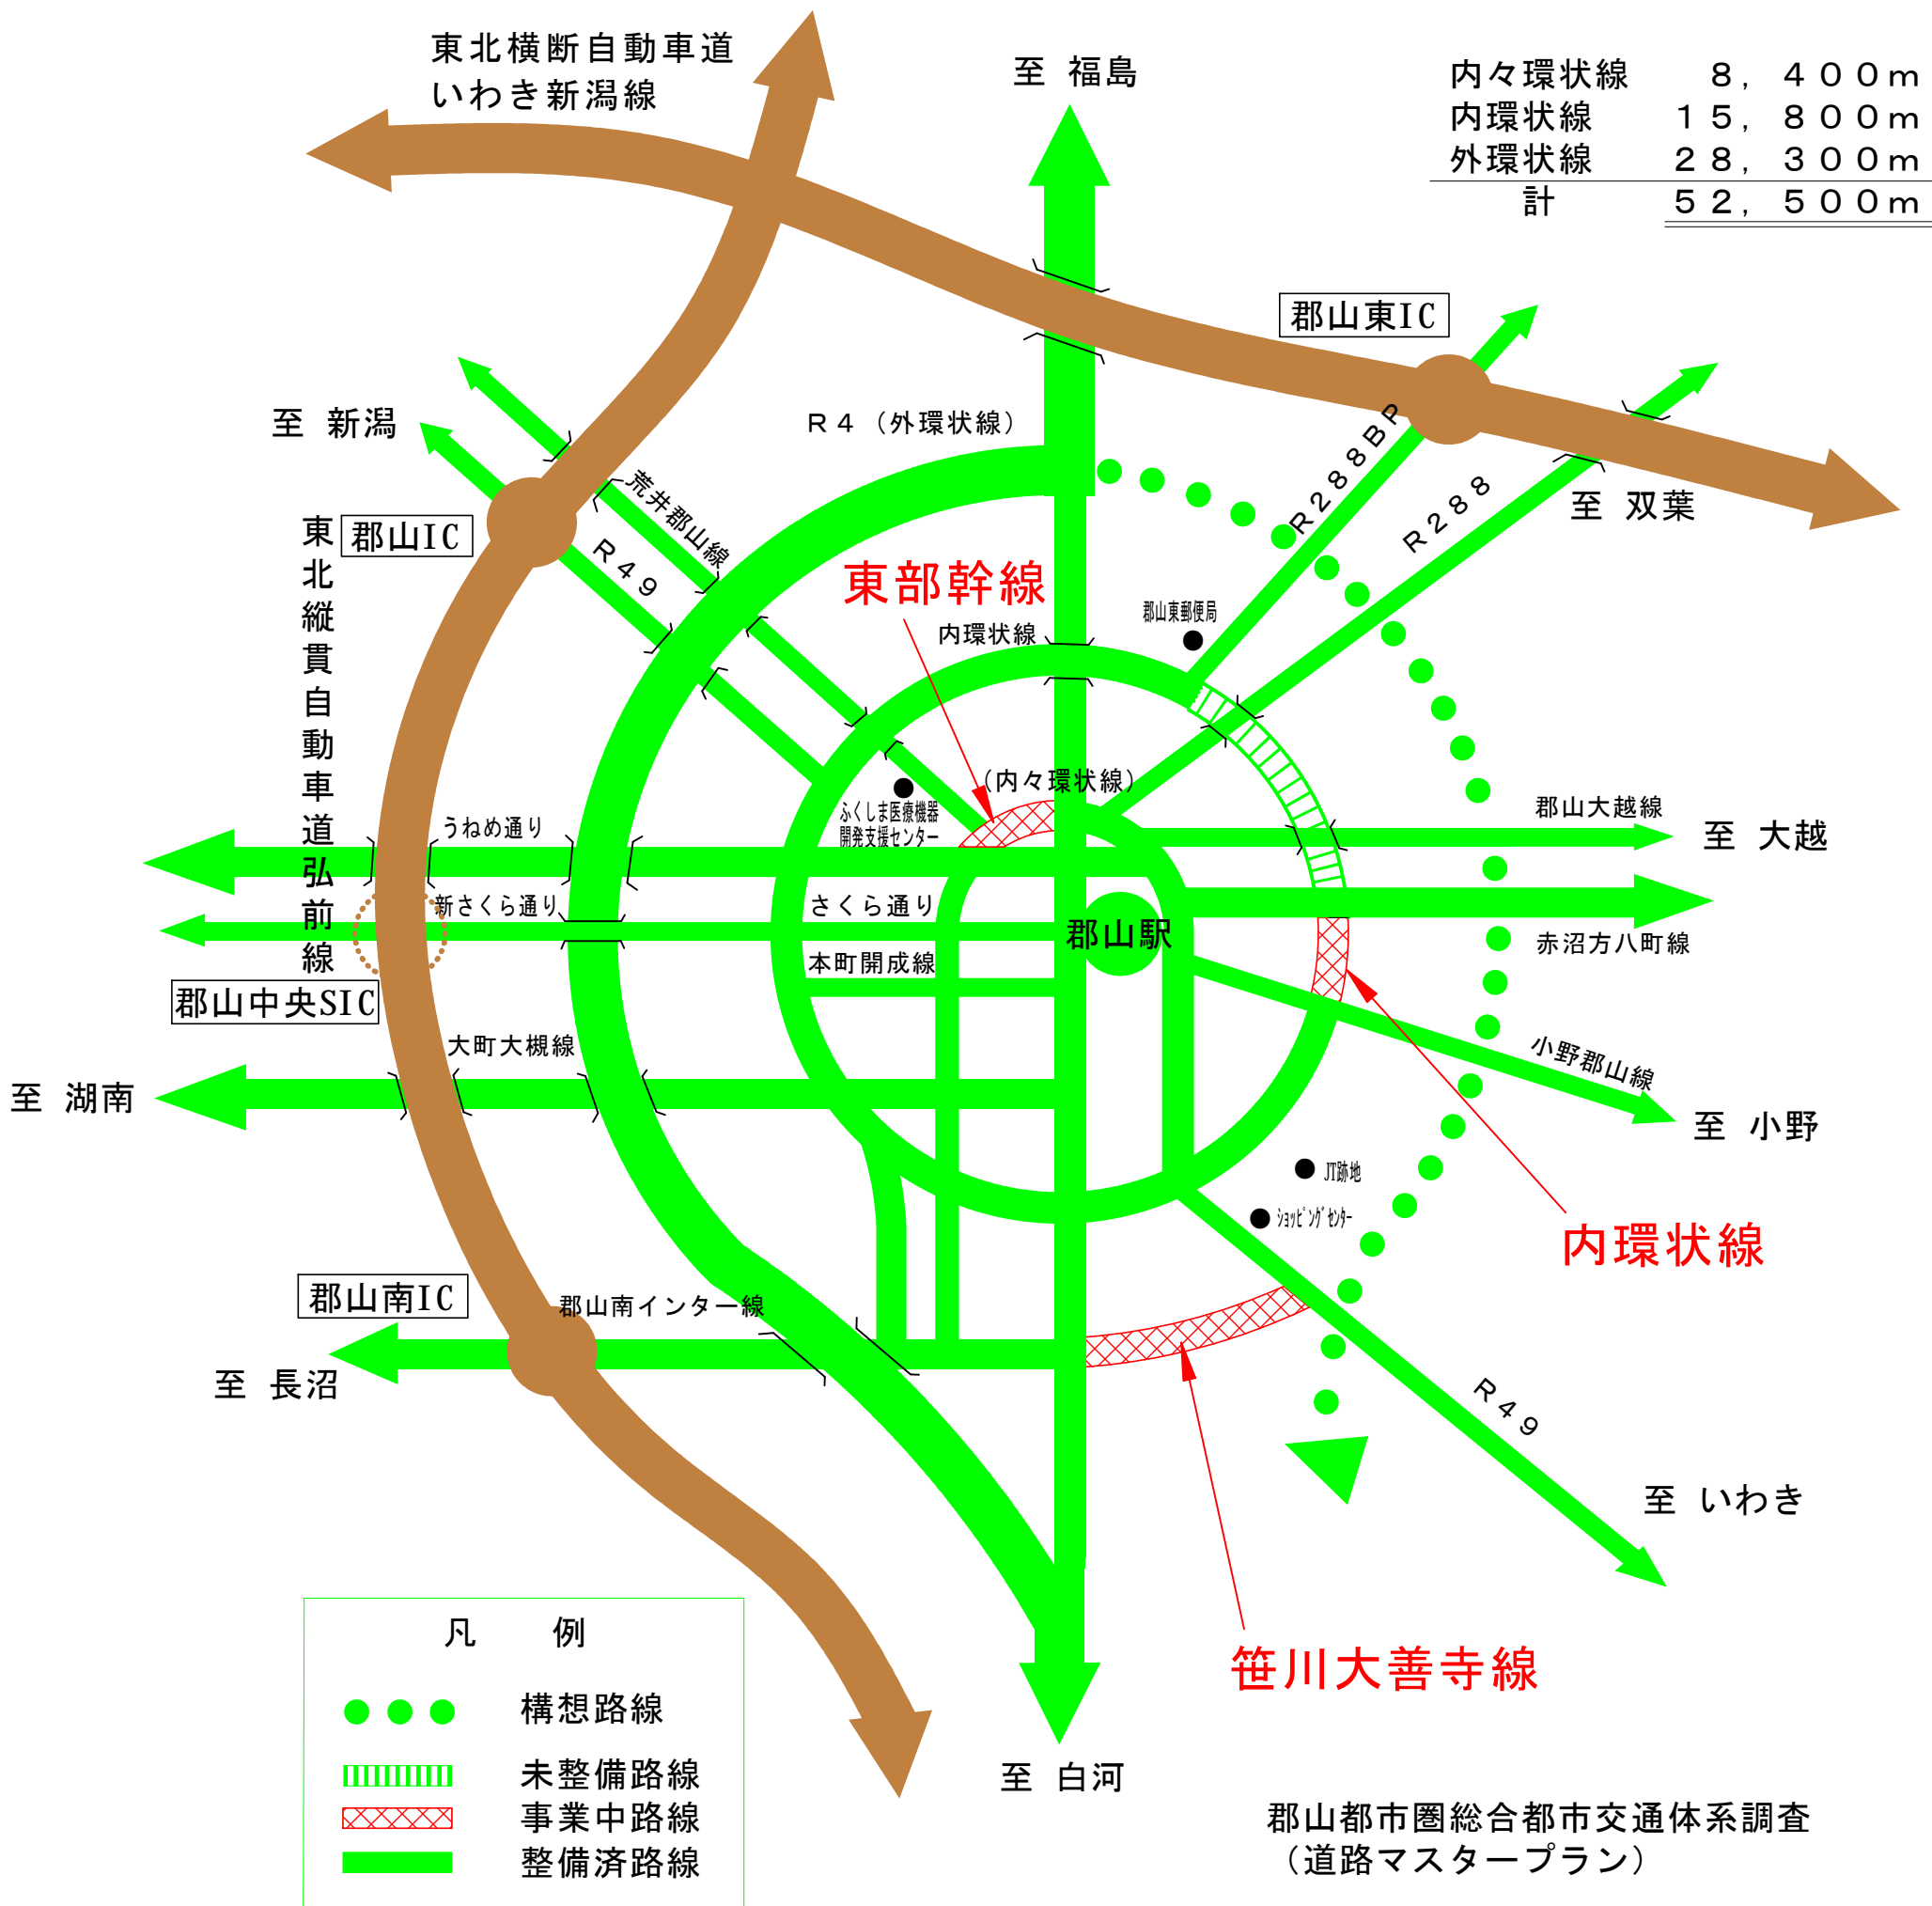 東北横断自動車道
いわき新潟線
至 福島
内々環状線 8,400m
内環状線 15,800m
外環状線 28,300m
計 52,500m
郡山東IC
R4（外環状線）
至 新潟
R288BP
R288
至 双葉
荒井郡山線
郡山IC
R49
東北縦貫自動車道弘前線
東部幹線
郡山東郵便局
内環状線
（内々環状線）
ふくしま医療機器
開発支援センター
うねめ通り
郡山大越線
至 大越
新さくら通り
さくら通り
郡山駅
赤沼方八町線
本町開成線
郡山中央SIC
大町大槻線
小野郡山線
至 湖南
至 小野
JT跡地
ショッピングセンター
内環状線
郡山南IC
郡山南インター線
至 長沼
R49
至 いわき
笹川大善寺線
凡 例
構想路線
未整備路線
事業中路線
整備済路線
至 白河
郡山都市圏総合都市交通体系調査
（道路マスタープラン）